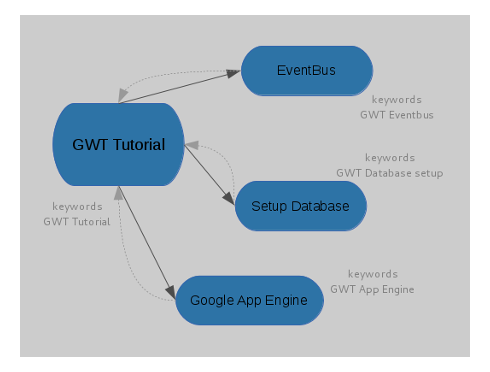 EventBus
keywords
GWT Eventbus
GWT Tutorial
keywords
GWT Database setup
keywords
GWT Tutorial
Setup Database
keywords
GWT App Engine
Google App Engine